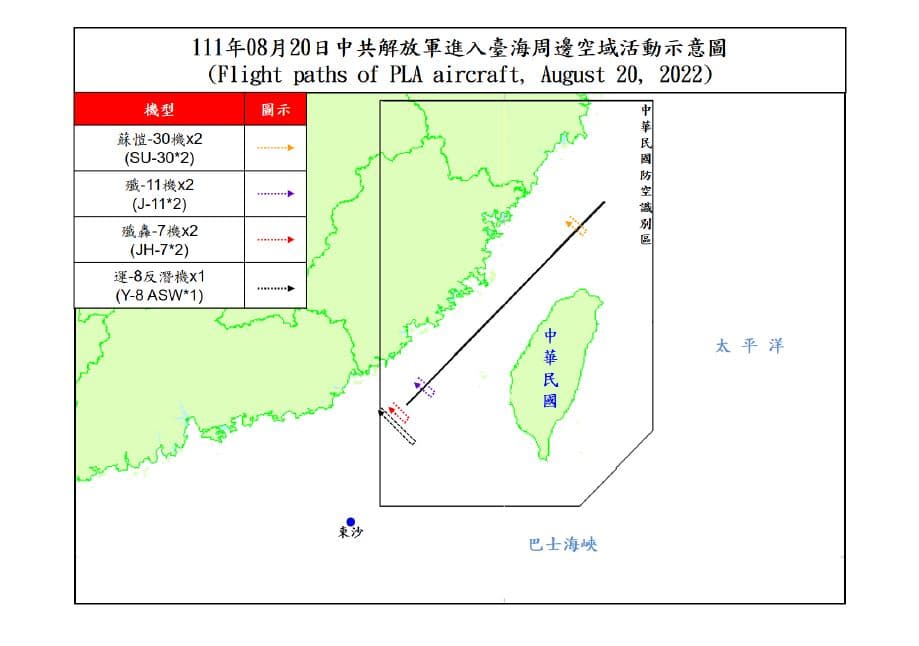 111年08月20日中共解放軍進入臺海周邊空域活動示意圖
(Flight paths of PLA aircraft, August 20, 2022)
機型
圖示
蘇愷-30機x2
(SU-30*2)
殲-11機x2
(J-11*2)
殲轟-7機x2
(JH-7*2)
運-8反潛機x1
(Y-8 ASW*1)
中華民國防空識別區
中華民國
太平洋
東沙
巴士海峽